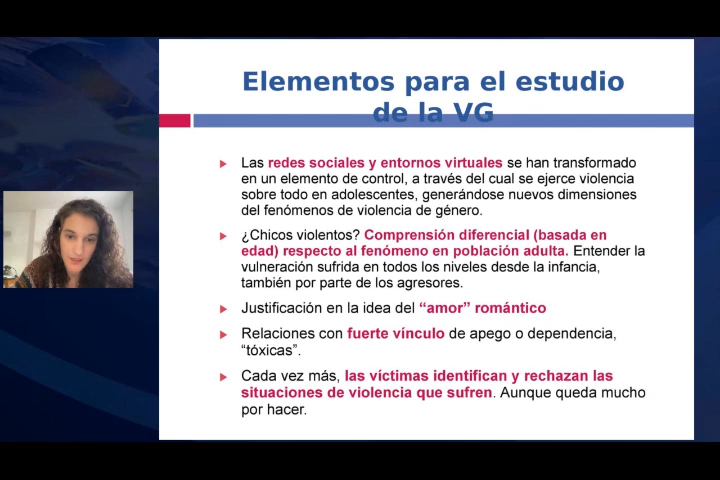 Elementos para el estudio
de la VG
Las redes sociales y entornos virtuales se han transformado
en un elemento de control, a través del cual se ejerce violencia
sobre todo en adolescentes, generándose nuevos dimensiones
del fenómenos de violencia de género.
¿Chicos violentos? Comprensión diferencial (basada en
edad) respecto al fenómeno en población adulta. Entender la
vulneración sufrida en todos los niveles desde la infancia,
también por parte de los agresores.
Justificación en la idea del “amor” romántico
Relaciones con fuerte vínculo de apego o dependencia,
“tóxicas”.
Cada vez más, las víctimas identifican y rechazan las
situaciones de violencia que sufren. Aunque queda mucho
por hacer.